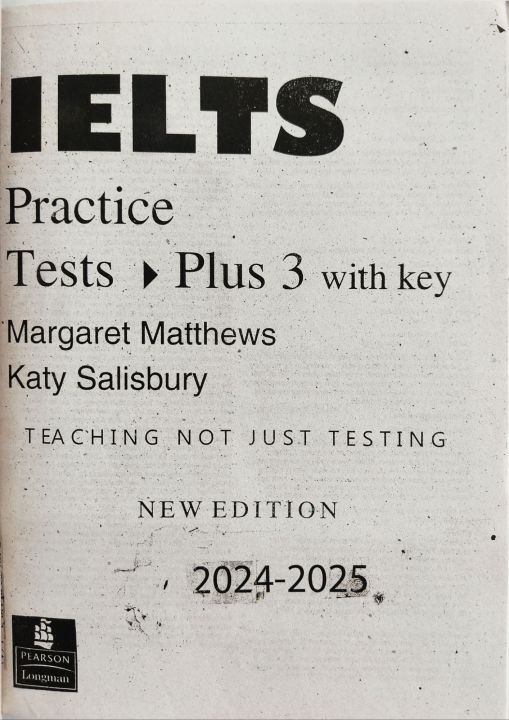 IELTS
Practice
Tests ▶ Plus 3 with key
Margaret Matthews
Katy Salisbury
TEACHING NOT JUST TESTING
NEW EDITION
2024-2025
PEARSON
Longman